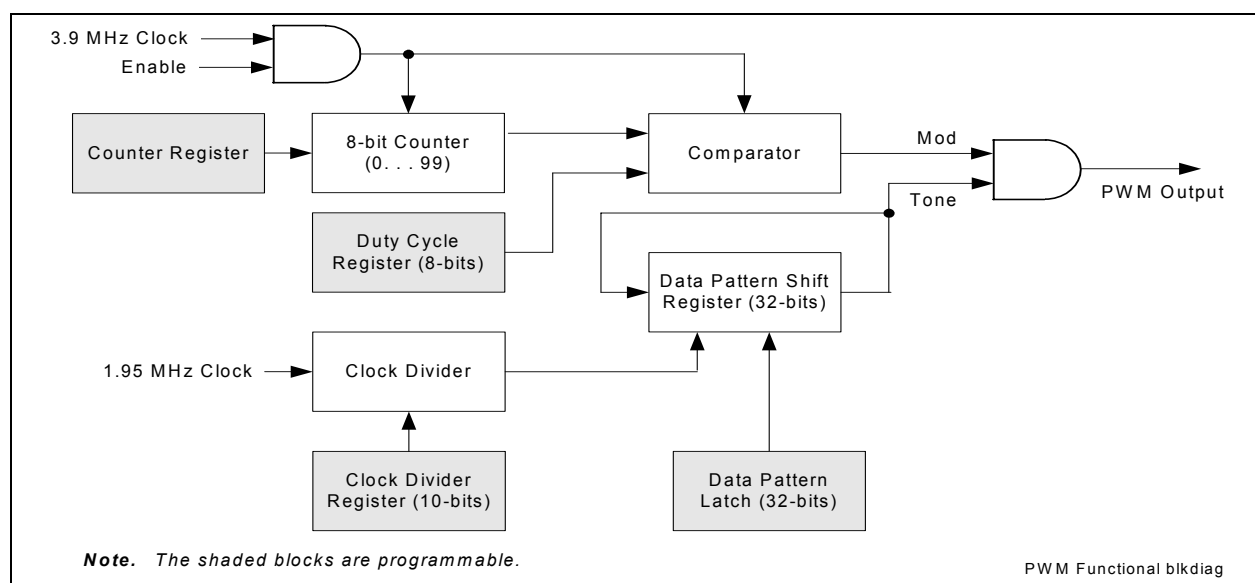 3.9 MHz Clock
Enable
Counter Register
8-bit Counter
(0. . . 99)
Comparator
Mod
Tone
PWM Output
Duty Cycle
Register (8-bits)
Data Pattern Shift
Register (32-bits)
1.95 MHz Clock
Clock Divider
Clock Divider
Register (10-bits)
Data Pattern
Latch (32-bits)
Note. The shaded blocks are programmable.
PWM Functional blkdiag